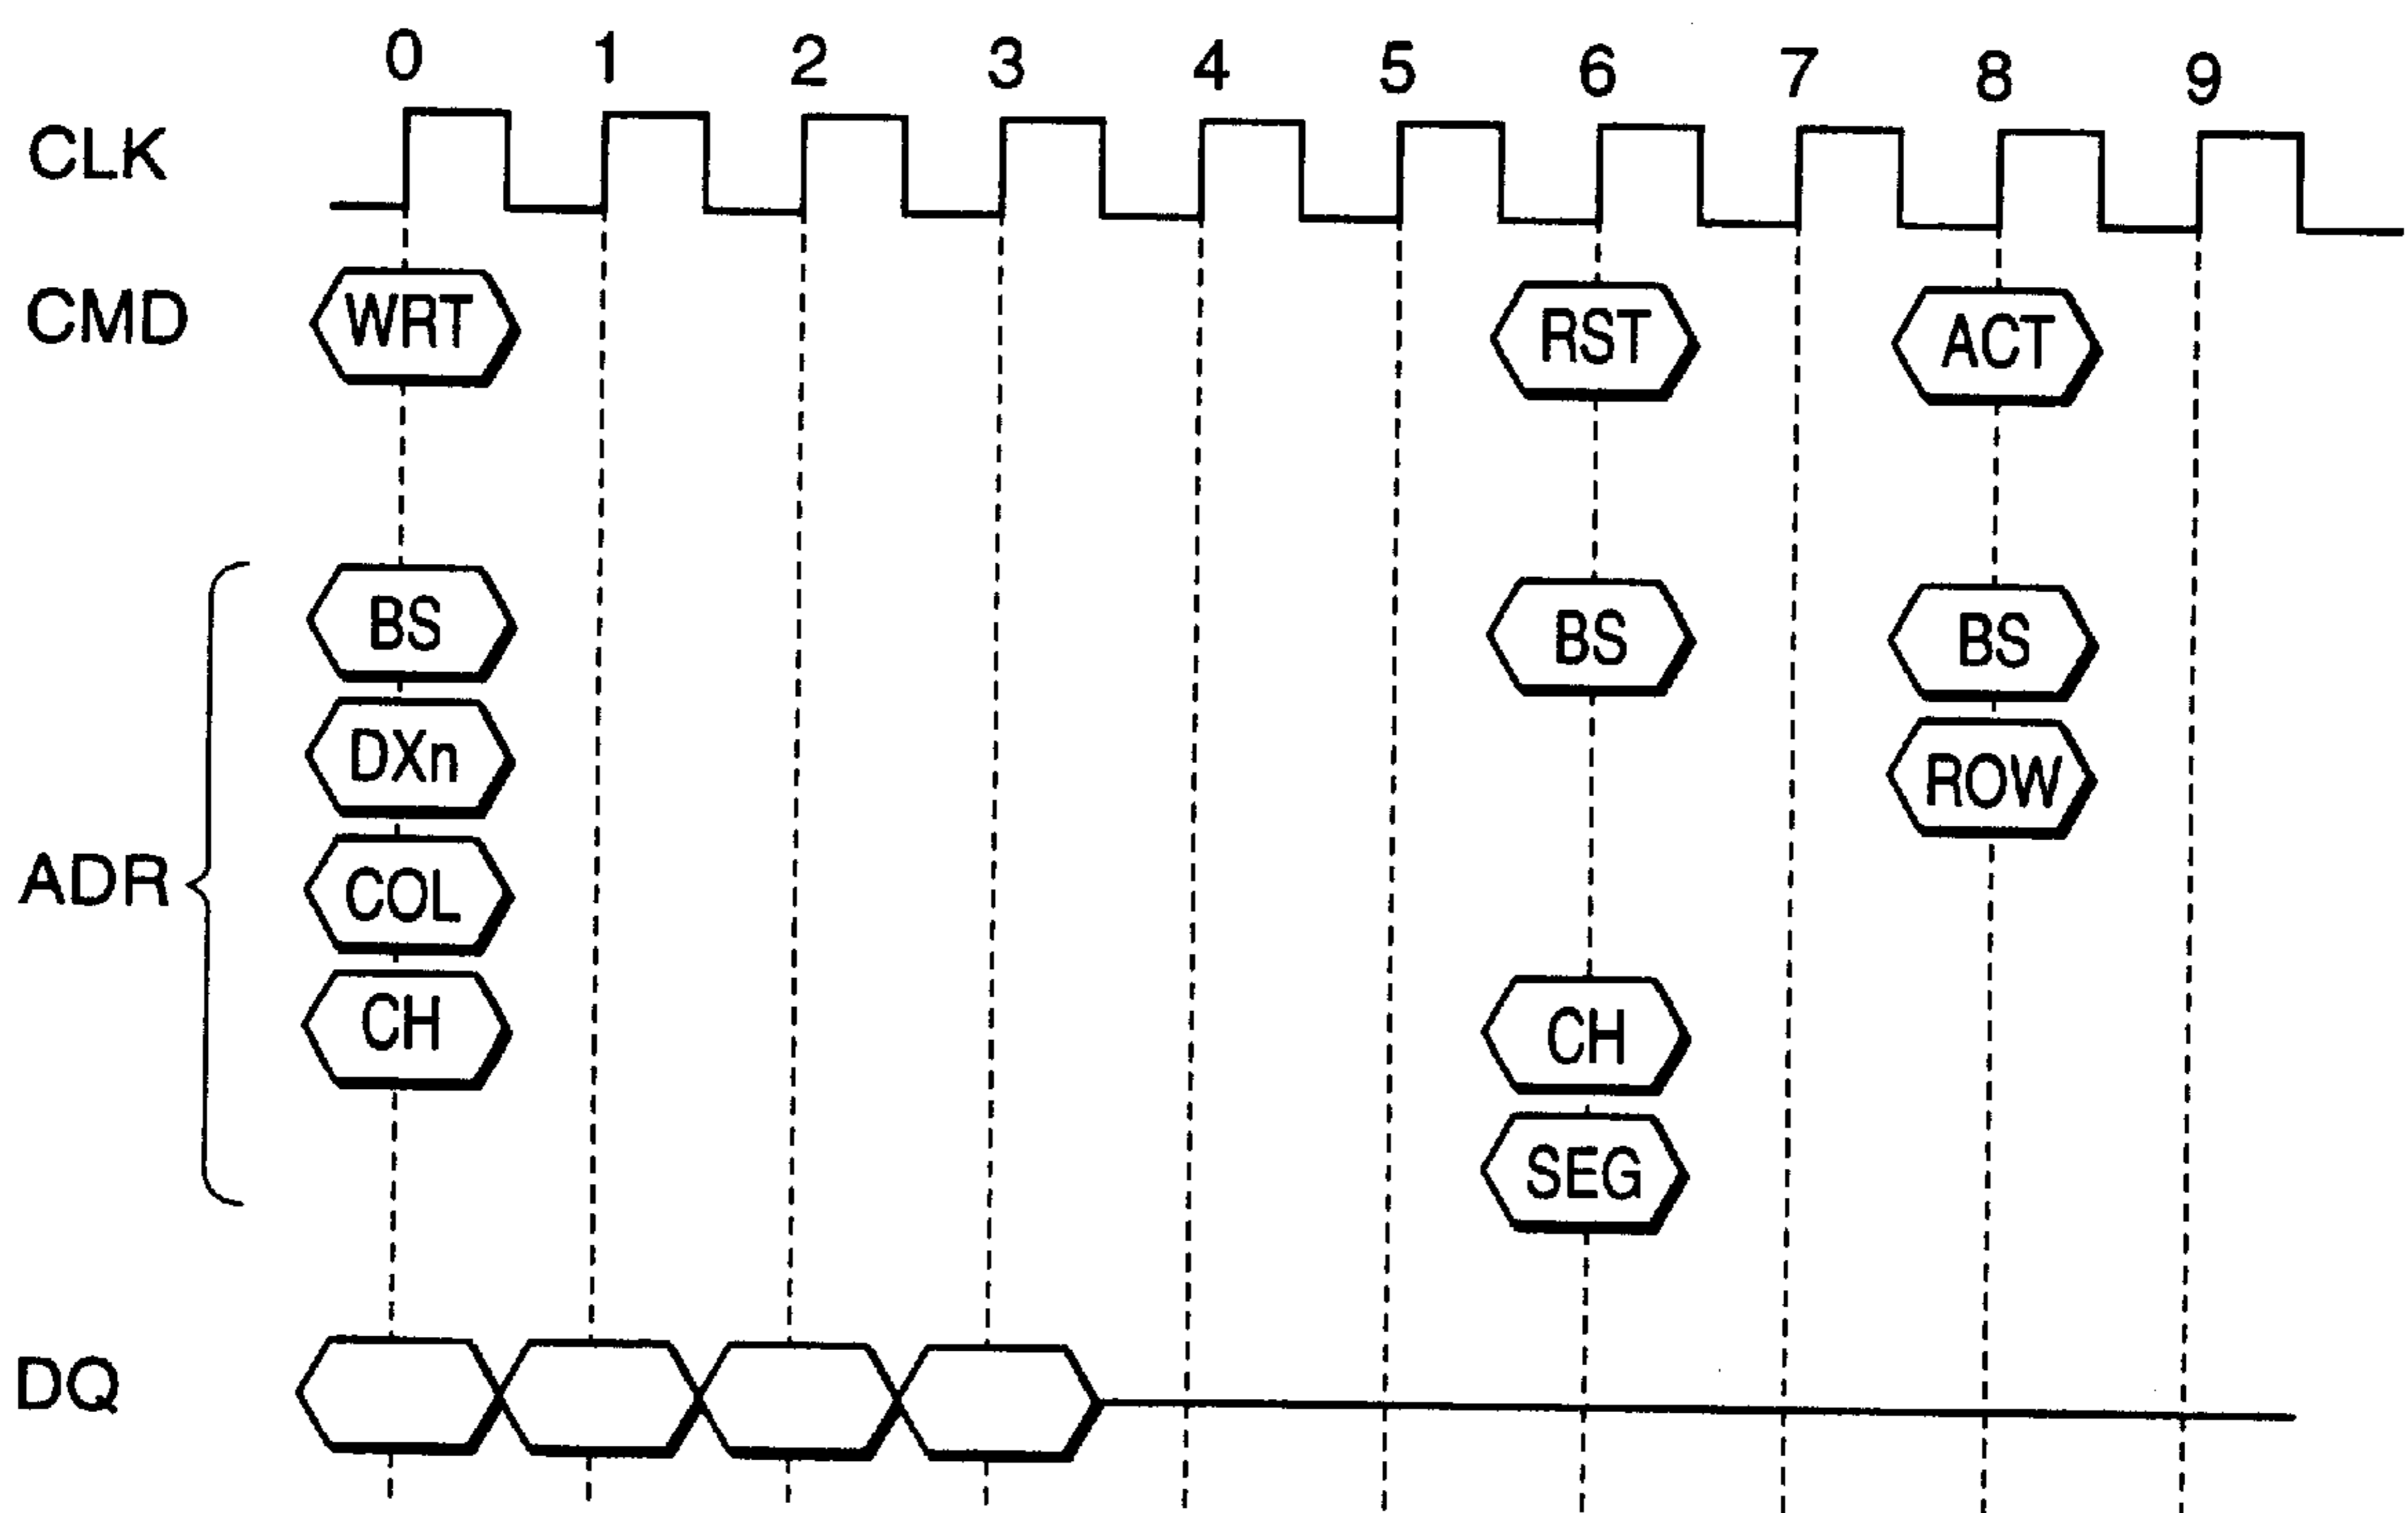 0 1 2 3 4 5 6 7 8 9
CLK
CMD WRT RST ACT
BS BS BS
DXn ROW
ADR COL
CH CH
SEG
DQ